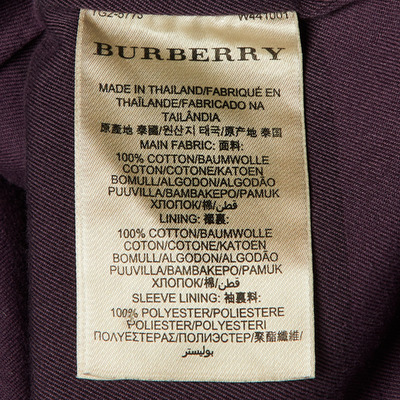 TG2-5773 W441001
BURBERRY
MADE IN THAILAND/FABRIQUÉ EN
THAÏLANDE/FABRICADO NA
TAILÂNDIA
原產地 泰國/원산지 태국/原产地 泰国
MAIN FABRIC: 面料:
100% COTTON/BAUMWOLLE
COTON/COTONE/KATOEN
BOMULL/ALGODON/ALGODÃO
PUUVILLA/BAMBAKEPO/PAMUK
ХЛОПОК/棉/قطن
LINING: 襯裏:
100% COTTON/BAUMWOLLE
COTON/COTONE/KATOEN
BOMULL/ALGODON/ALGODÃO
PUUVILLA/BAMBAKEPO/PAMUK
ХЛОПОК/棉/قطن
SLEEVE LINING: 袖裏料:
100% POLYESTER/POLIESTERE
POLIESTER/POLYESTER
ΠΟΛΥΕΣΤΕΡΑΣ/ПОЛИЭСТЕР/聚酯纖維/
بوليستر